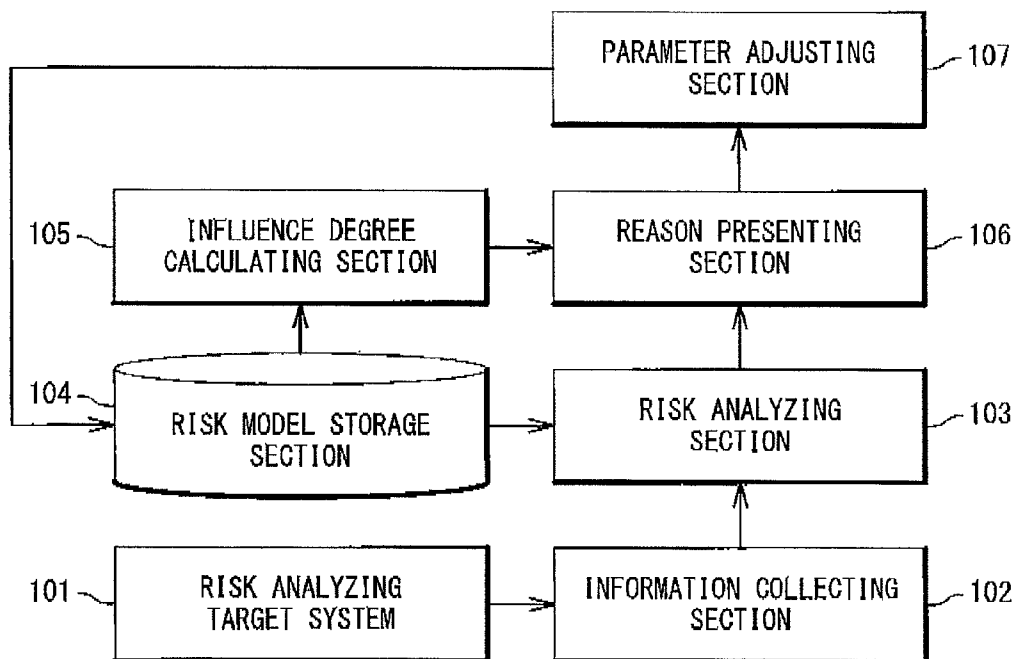 PARAMETER ADJUSTING
SECTION
107
105
INFLUENCE DEGREE
CALCULATING SECTION
REASON PRESENTING
SECTION
106
104
RISK MODEL STORAGE
SECTION
RISK ANALYZING
SECTION
103
101
RISK ANALYZING
TARGET SYSTEM
INFORMATION COLLECTING
SECTION
102